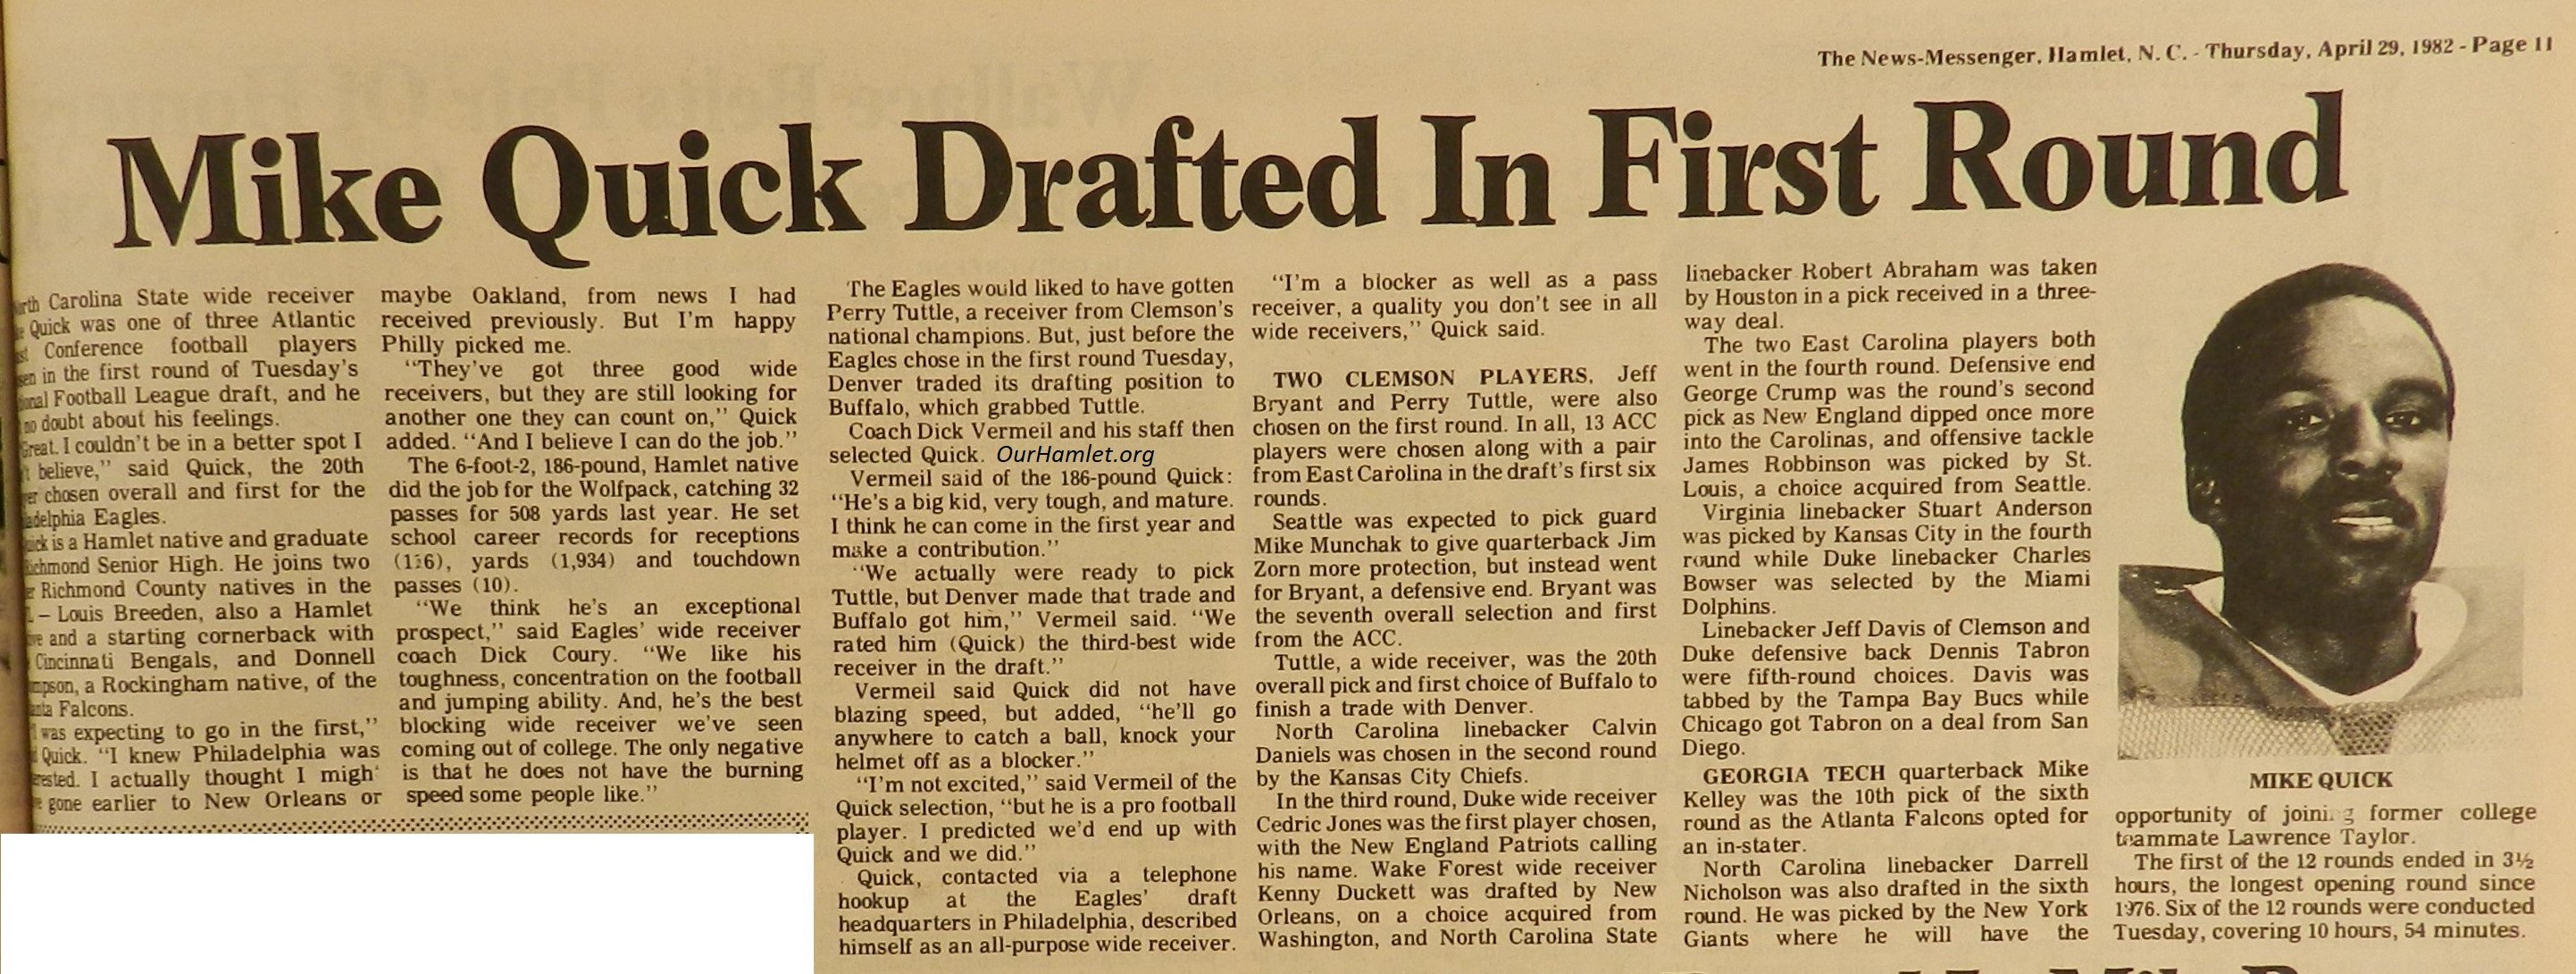 The News-Messenger, Hamlet, N. C. - Thursday, April 29, 1982 - Page 11
Mike Quick Drafted In First Round
Carolina State wide receiver
Quick was one of three Atlantic
Conference football players
in the first round of Tuesday's
Football League draft, and he
no doubt about his feelings.
Great. I couldn't be in a better spot I
believe," said Quick, the 20th
chosen overall and first for the
Eagles.
is a Hamlet native and graduate
Senior High. He joins two
Richmond County natives in the
– Louis Breeden, also a Hamlet
and a starting cornerback with
Cincinnati Bengals, and Donnell
a Rockingham native, of the
Falcons.
was expecting to go in the first,"
Quick. "I knew Philadelphia was
I actually thought I migh
gone earlier to New Orleans or
maybe Oakland, from news I had
received previously. But I'm happy
Philly picked me.
"They've got three good wide
receivers, but they are still looking for
another one they can count on," Quick
added. "And I believe I can do the job."
The 6-foot-2, 186-pound, Hamlet native
did the job for the Wolfpack, catching 32
passes for 508 yards last year. He set
school career records for receptions
(116), yards (1,934) and touchdown
passes (10).
"We think he's an exceptional
prospect," said Eagles' wide receiver
coach Dick Coury. "We like his
toughness, concentration on the football
and jumping ability. And, he's the best
blocking wide receiver we've seen
coming out of college. The only negative
is that he does not have the burning
speed some people like."
The Eagles would liked to have gotten
Perry Tuttle, a receiver from Clemson's
national champions. But, just before the
Eagles chose in the first round Tuesday,
Denver traded its drafting position to
Buffalo, which grabbed Tuttle.
Coach Dick Vermeil and his staff then
selected Quick. OurHamlet.org
Vermeil said of the 186-pound Quick:
"He's a big kid, very tough, and mature.
I think he can come in the first year and
make a contribution."
"We actually were ready to pick
Tuttle, but Denver made that trade and
Buffalo got him," Vermeil said. "We
rated him (Quick) the third-best wide
receiver in the draft."
Vermeil said Quick did not have
blazing speed, but added, "he'll go
anywhere to catch a ball, knock your
helmet off as a blocker."
"I'm not excited," said Vermeil of the
Quick selection, "but he is a pro football
player. I predicted we'd end up with
Quick and we did."
Quick, contacted via a telephone
hookup at the Eagles' draft
headquarters in Philadelphia, described
himself as an all-purpose wide receiver.
"I'm a blocker as well as a pass
receiver, a quality you don't see in all
wide receivers," Quick said.
TWO CLEMSON PLAYERS, Jeff
Bryant and Perry Tuttle, were also
chosen on the first round. In all, 13 ACC
players were chosen along with a pair
from East Carolina in the draft's first six
rounds.
Seattle was expected to pick guard
Mike Munchak to give quarterback Jim
Zorn more protection, but instead went
for Bryant, a defensive end. Bryant was
the seventh overall selection and first
from the ACC.
Tuttle, a wide receiver, was the 20th
overall pick and first choice of Buffalo to
finish a trade with Denver.
North Carolina linebacker Calvin
Daniels was chosen in the second round
by the Kansas City Chiefs.
In the third round, Duke wide receiver
Cedric Jones was the first player chosen,
with the New England Patriots calling
his name. Wake Forest wide receiver
Kenny Duckett was drafted by New
Orleans, on a choice acquired from
Washington, and North Carolina State
linebacker Robert Abraham was taken
by Houston in a pick received in a three-
way deal.
The two East Carolina players both
went in the fourth round. Defensive end
George Crump was the round's second
pick as New England dipped once more
into the Carolinas, and offensive tackle
James Robbinson was picked by St.
Louis, a choice acquired from Seattle.
Virginia linebacker Stuart Anderson
was picked by Kansas City in the fourth
round while Duke linebacker Charles
Bowser was selected by the Miami
Dolphins.
Linebacker Jeff Davis of Clemson and
Duke defensive back Dennis Tabron
were fifth-round choices. Davis was
tabbed by the Tampa Bay Bucs while
Chicago got Tabron on a deal from San
Diego.
GEORGIA TECH quarterback Mike
Kelley was the 10th pick of the sixth
round as the Atlanta Falcons opted for
an in-stater.
North Carolina linebacker Darrell
Nicholson was also drafted in the sixth
round. He was picked by the New York
Giants where he will have the
MIKE QUICK
opportunity of joining former college
teammate Lawrence Taylor.
The first of the 12 rounds ended in 3½
hours, the longest opening round since
1976. Six of the 12 rounds were conducted
Tuesday, covering 10 hours, 54 minutes.